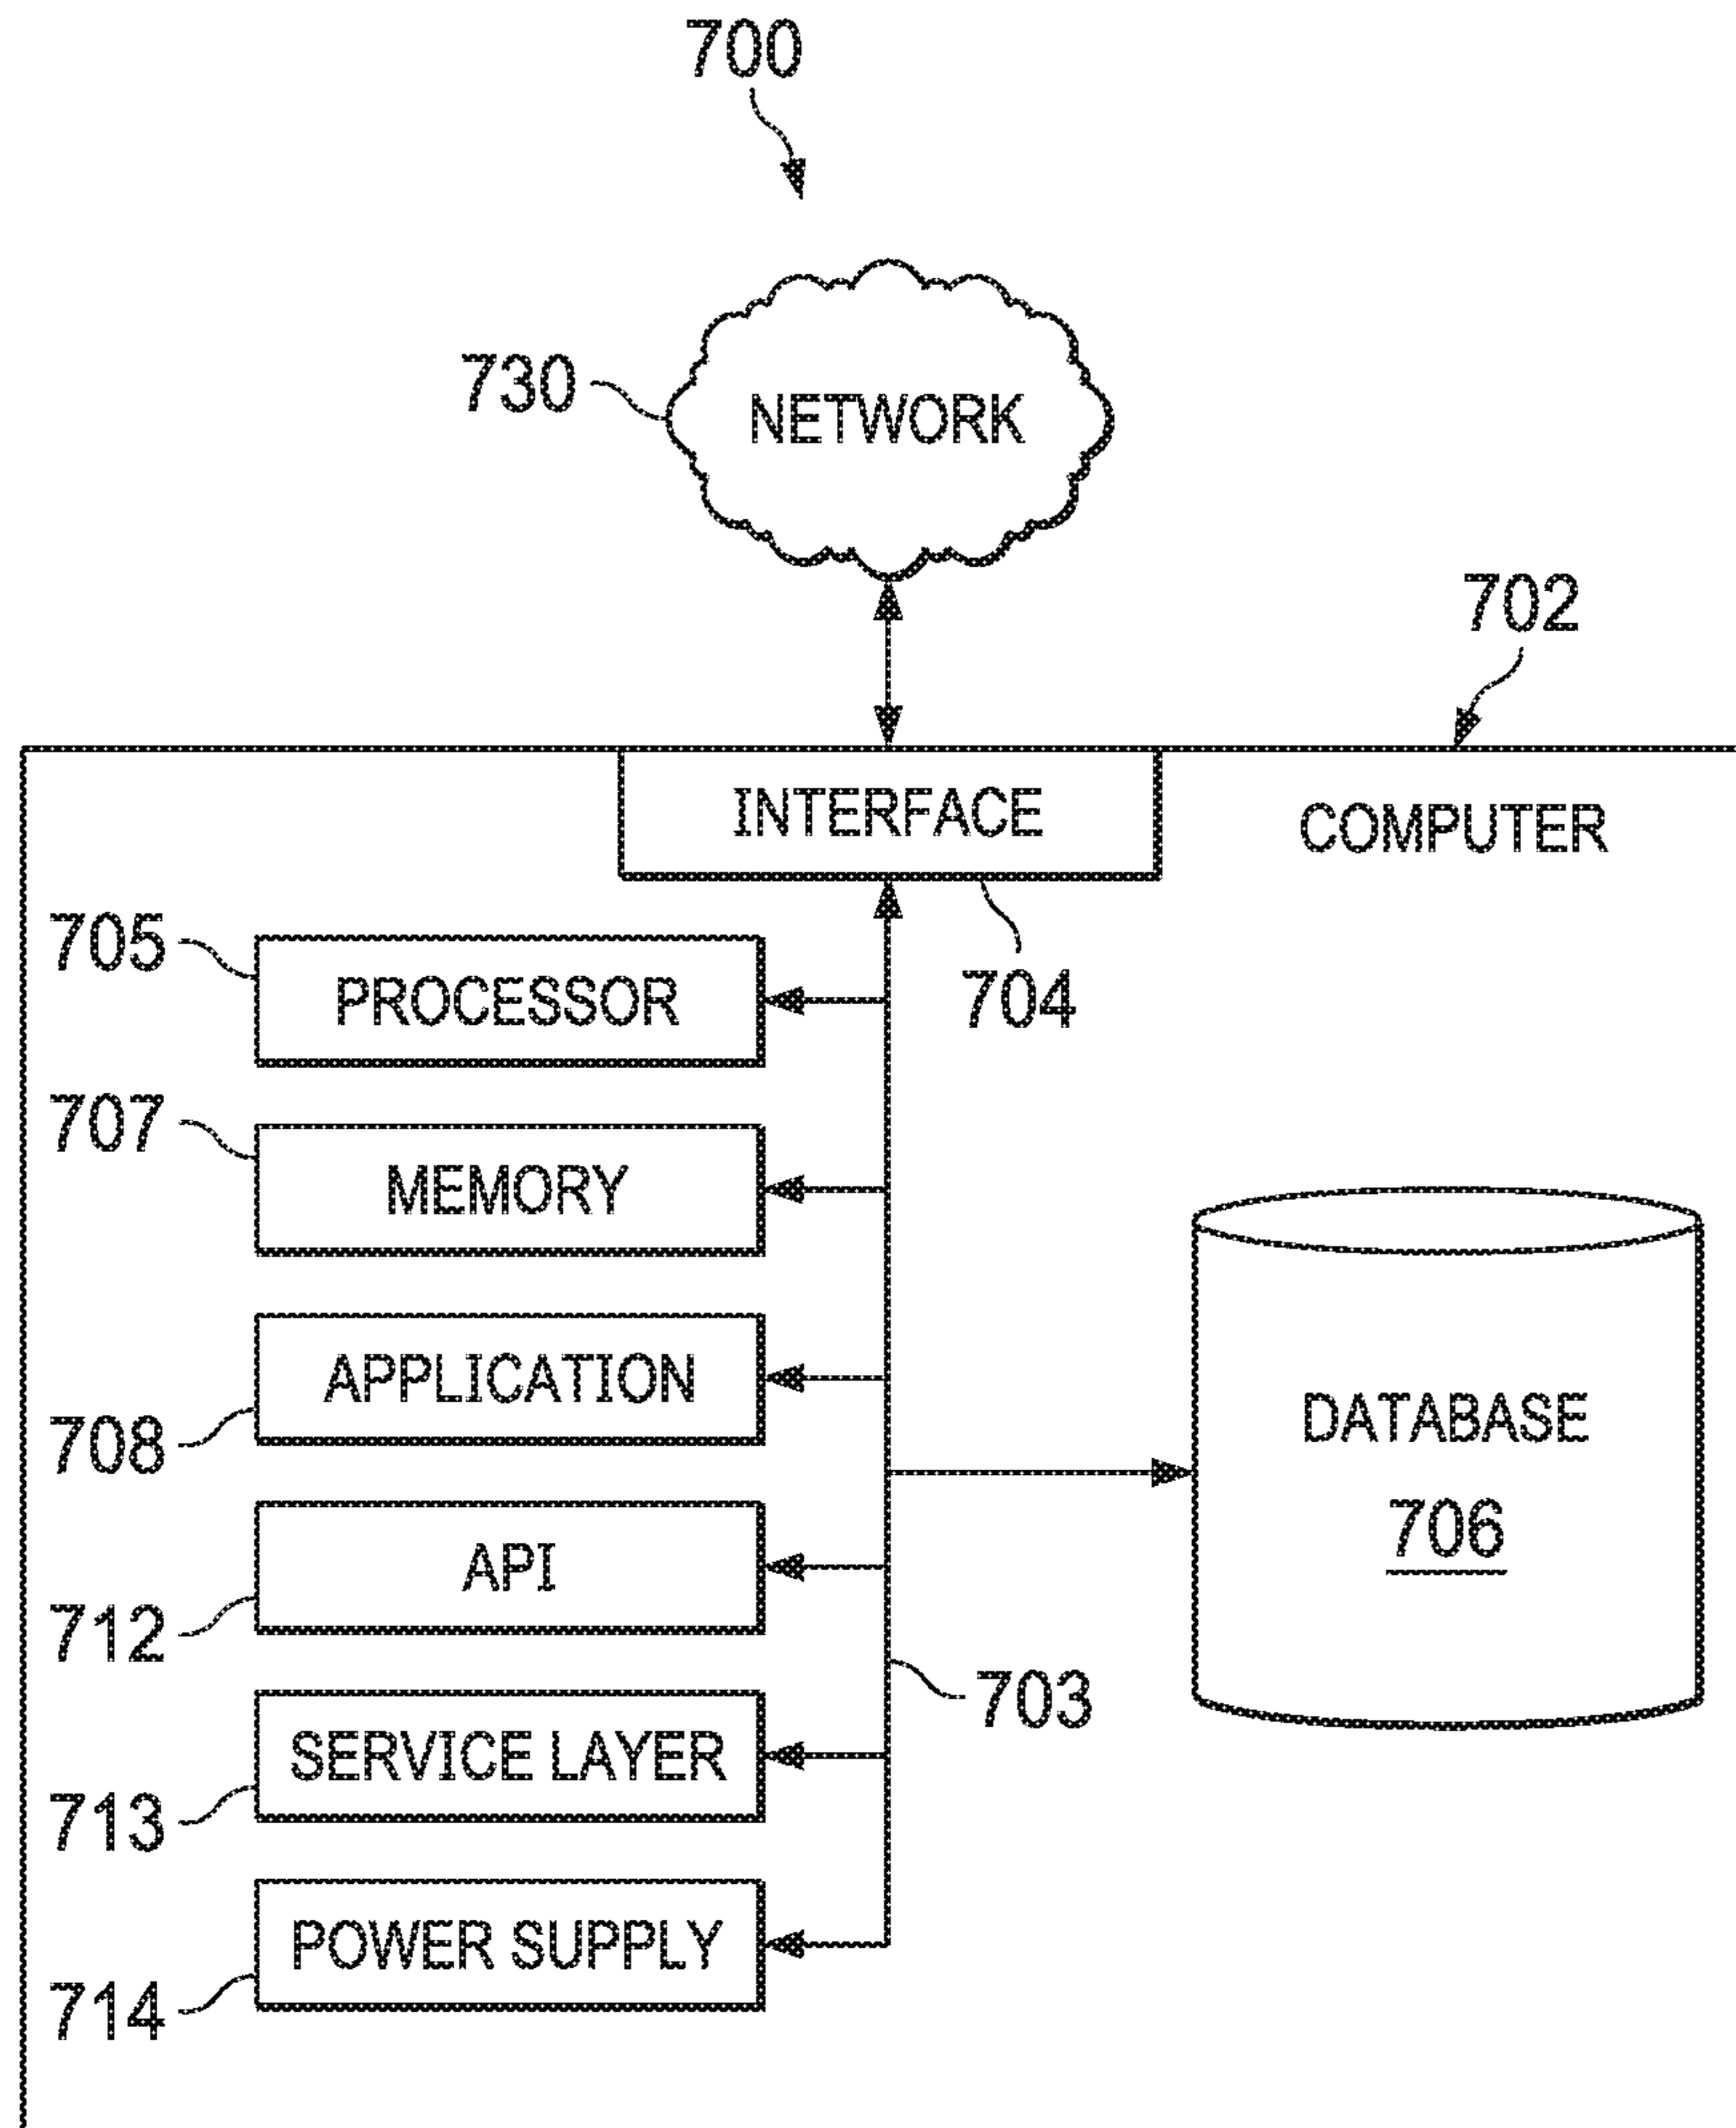 700
730
NETWORK
702
INTERFACE
COMPUTER
704
705
PROCESSOR
707
MEMORY
708
APPLICATION
DATABASE
706
712
API
703
713
SERVICE LAYER
714
POWER SUPPLY